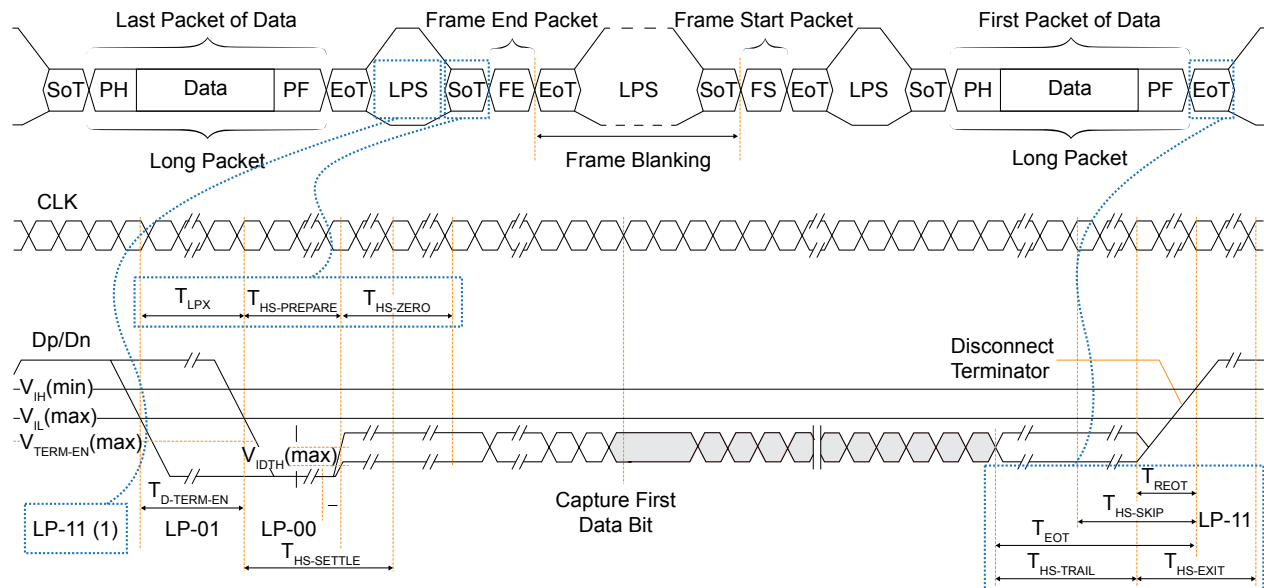 Last Packet of Data
Frame End Packet
Frame Start Packet
First Packet of Data
SoT PH Data PF EoT LPS SoT FE EoT LPS SoT FS EoT LPS SoT PH Data PF EoT
Long Packet
Frame Blanking
Long Packet
CLK
TLPX THS-PREPARE THS-ZERO
Dp/Dn
Disconnect
Terminator
VIH(min)
VIL(max)
VTERM-EN(max)
VIDTH(max)
TD-TERM-EN
TREOT
Capture First
Data Bit
LP-11 (1) LP-01 LP-00
THS-SKIP LP-11
TEOT
THS-SETTLE
THS-TRAIL THS-EXIT